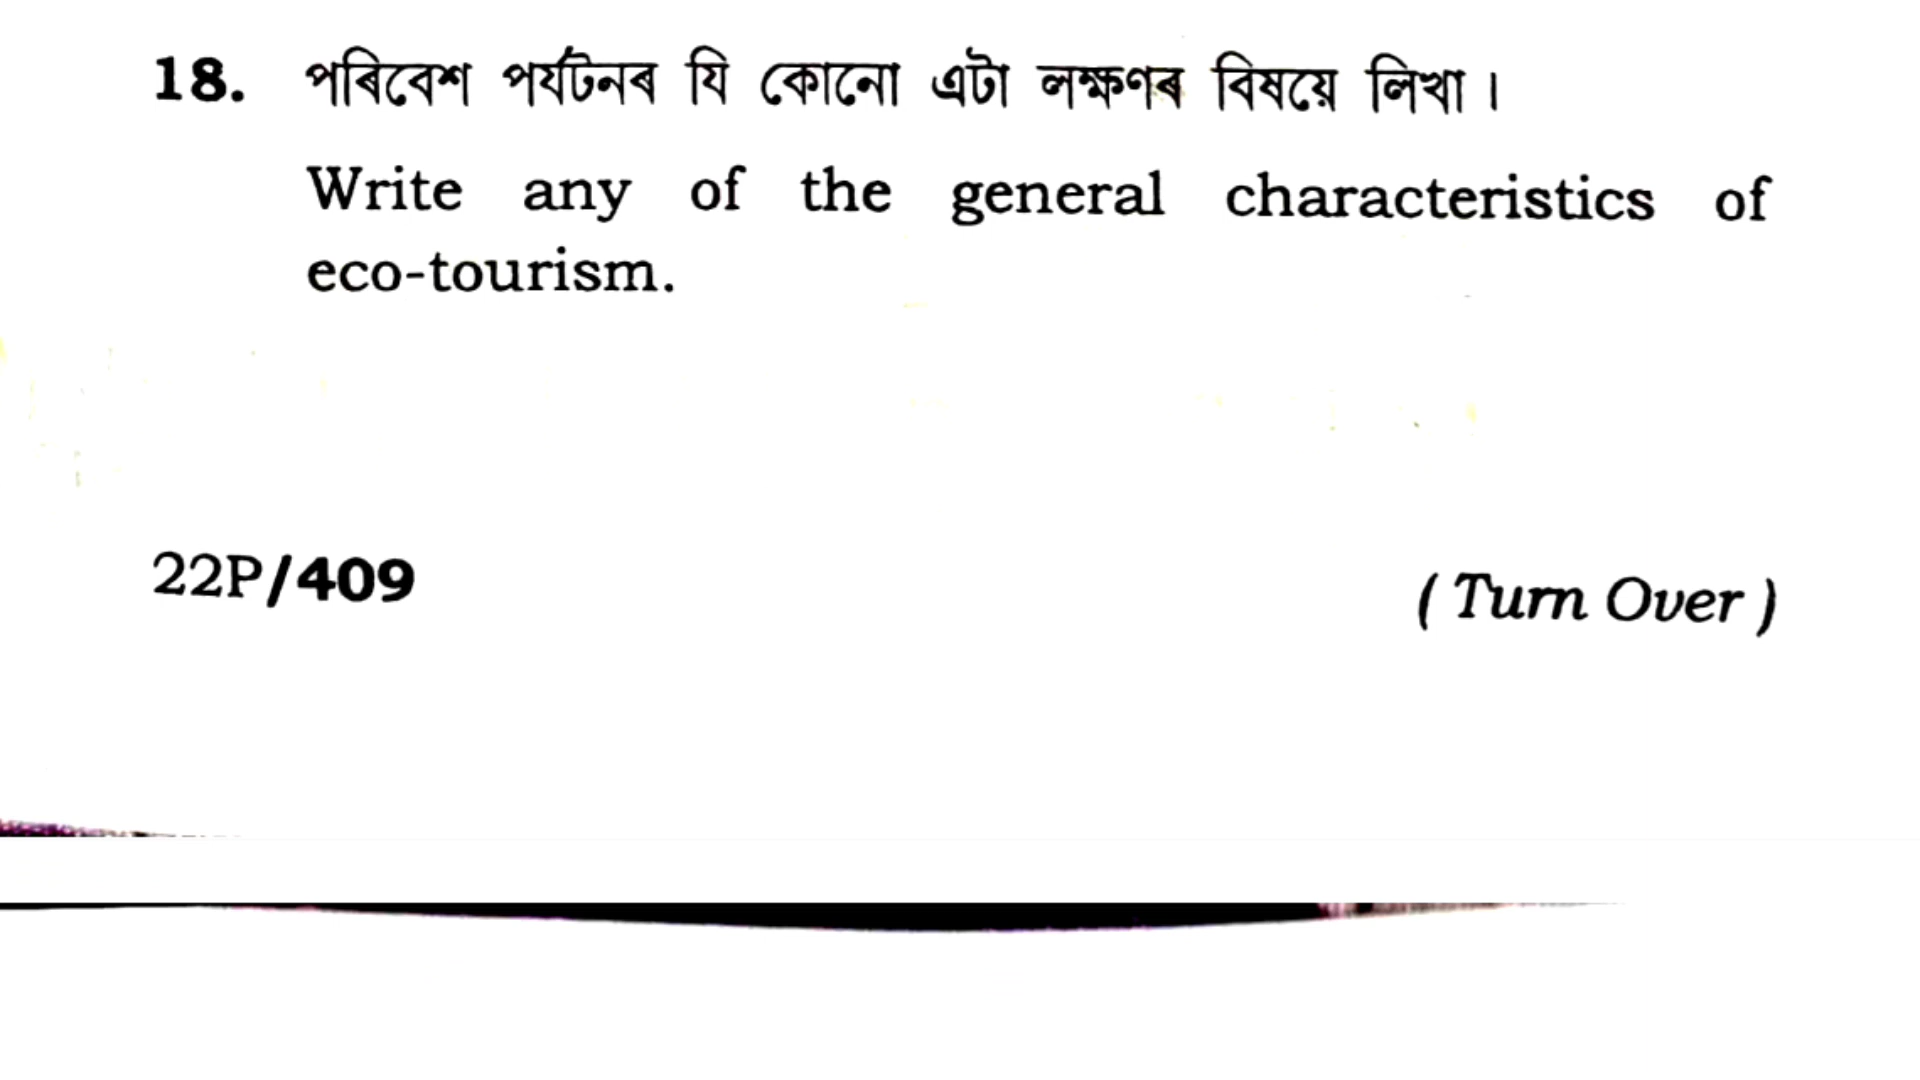 18. পৰিবেশ পৰ্যটনৰ যি কোনো এটা লক্ষণৰ বিষয়ে লিখা ।
Write any of the general characteristics of
eco-tourism.
22P/409
( Turn Over )